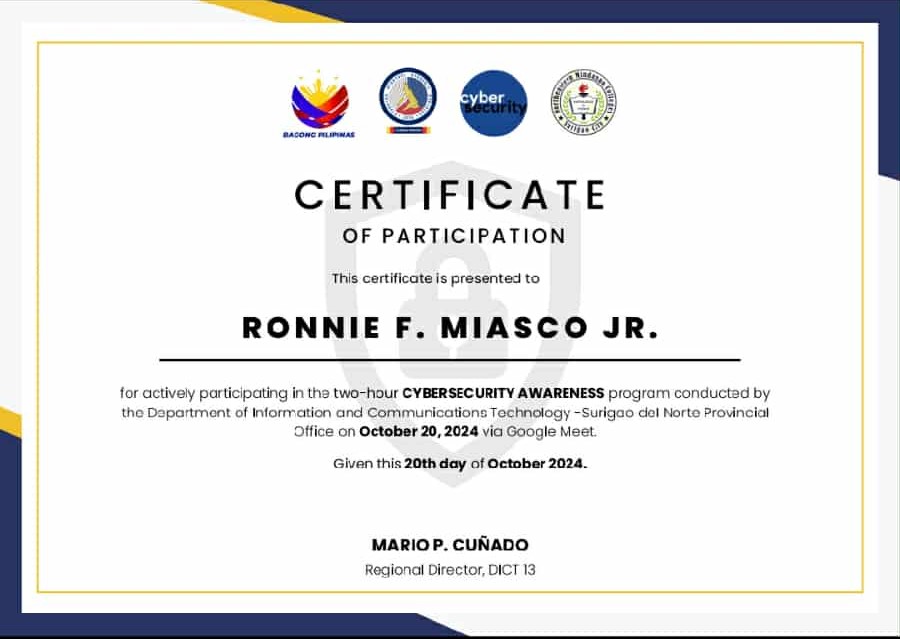 BAGONG PILIPINAS
cyber
security
Northeastern Mindanao Colleges
Surigao City
CERTIFICATE
OF PARTICIPATION
This certificate is presented to
RONNIE F. MIASCO JR.
for actively participating in the two-hour CYBERSECURITY AWARENESS program conducted by
the Department of Information and Communications Technology -Surigao del Norte Provincial
Office on October 20, 2024 via Google Meet.
Given this 20th day of October 2024.
MARIO P. CUÑADO
Regional Director, DICT 13